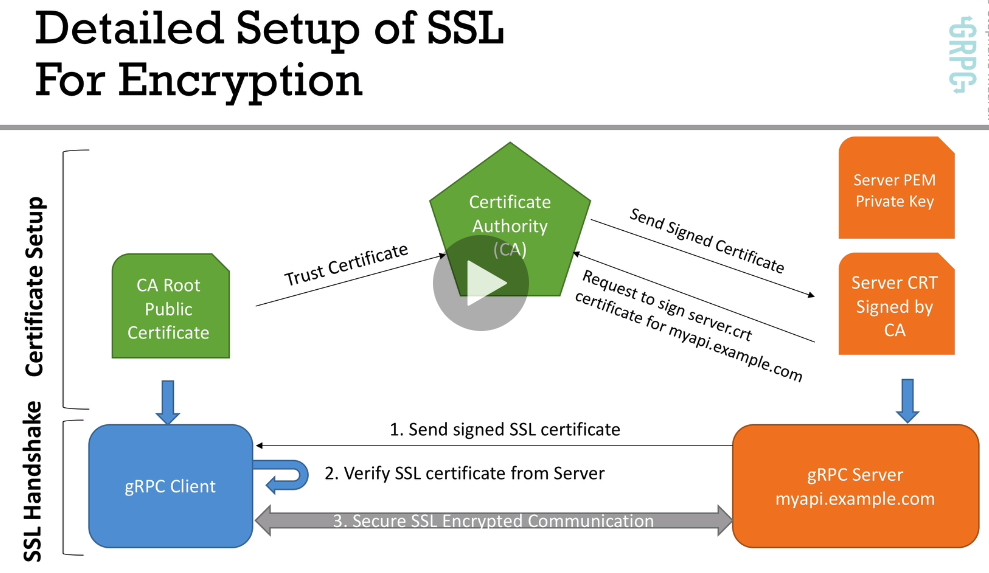 Detailed Setup of SSL
For Encryption
GRPC
Certificate Setup
CA Root
Public
Certificate
Trust Certificate
Certificate
Authority
(CA)
Send Signed Certificate
Request to sign server.crt
certificate for myapi.example.com
Server PEM
Private Key
Server CRT
Signed by
CA
SSL Handshake
gRPC Client
1. Send signed SSL certificate
2. Verify SSL certificate from Server
3. Secure SSL Encrypted Communication
gRPC Server
myapi.example.com